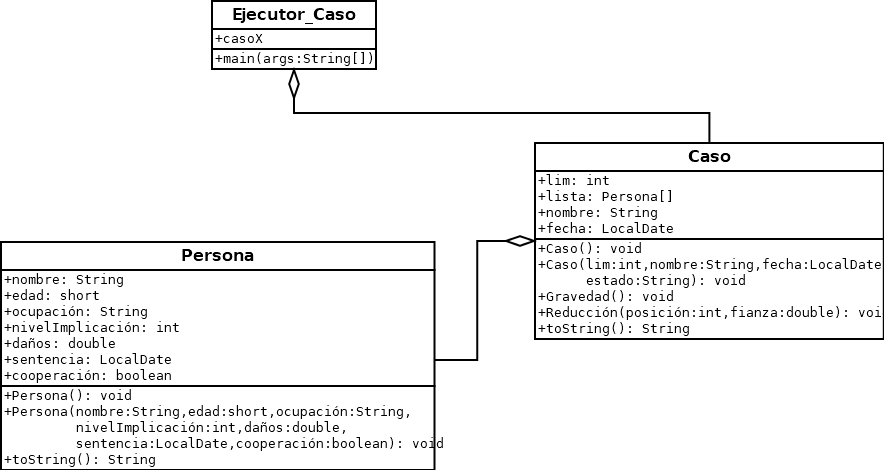 Ejecutor_Caso
+casoX
+main(args:String[])
Caso
+lim: int
+lista: Persona[]
+nombre: String
+fecha: LocalDate
+Caso(): void
+Caso(lim:int,nombre:String,fecha:LocalDate
estado:String): void
+Gravedad(): void
+Reducción(posición:int,fianza:double): voi
+toString(): String
Persona
+nombre: String
+edad: short
+ocupación: String
+nivelImplicación: int
+daños: double
+sentencia: LocalDate
+cooperación: boolean
+Persona(): void
+Persona(nombre:String,edad:short,ocupación:String,
nivelImplicación:int,daños:double,
sentencia:LocalDate,cooperación:boolean): void
+toString(): String